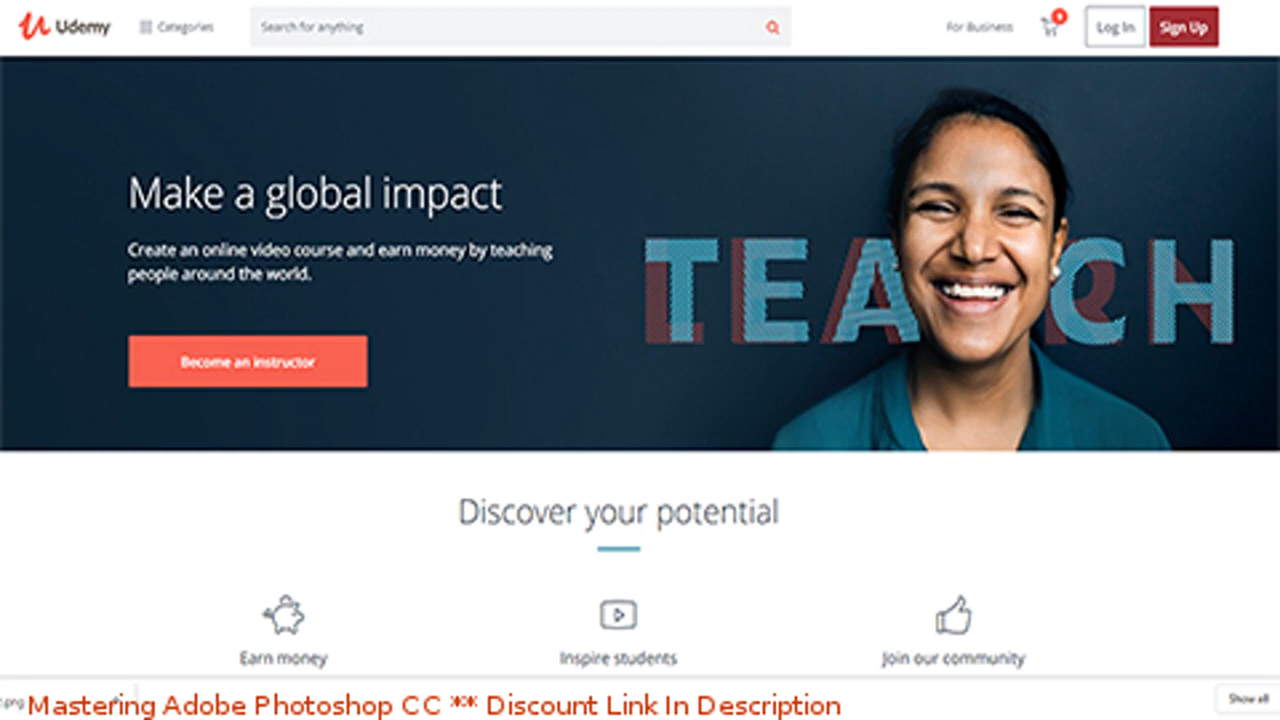 Udemy
Categories
Search for anything
For Business
Log In
Sign Up
Make a global impact
Create an online video course and earn money by teaching
people around the world.
TEACH
Become an instructor
Discover your potential
Earn money
Inspire students
Join our community
Mastering Adobe Photoshop CC ** Discount Link In Description
Show all